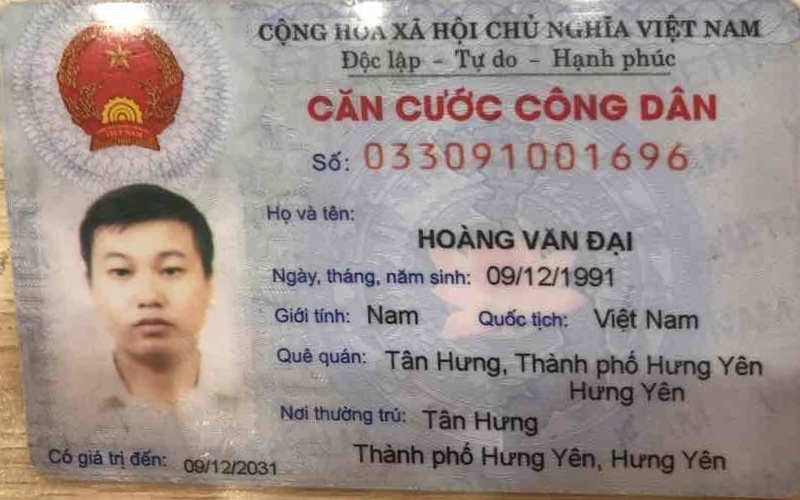 CỘNG HÒA XÃ HỘI CHỦ NGHĨA VIỆT NAM
Độc lập - Tự do - Hạnh phúc
CĂN CƯỚC CÔNG DÂN
Số: 033091001696
Họ và tên:
HOÀNG VĂN ĐẠI
Ngày, tháng, năm sinh: 09/12/1991
Giới tính: Nam Quốc tịch: Việt Nam
Quê quán: Tân Hưng, Thành phố Hưng Yên
Hưng Yên
Nơi thường trú: Tân Hưng
Thành phố Hưng Yên, Hưng Yên
Có giá trị đến: 09/12/2031